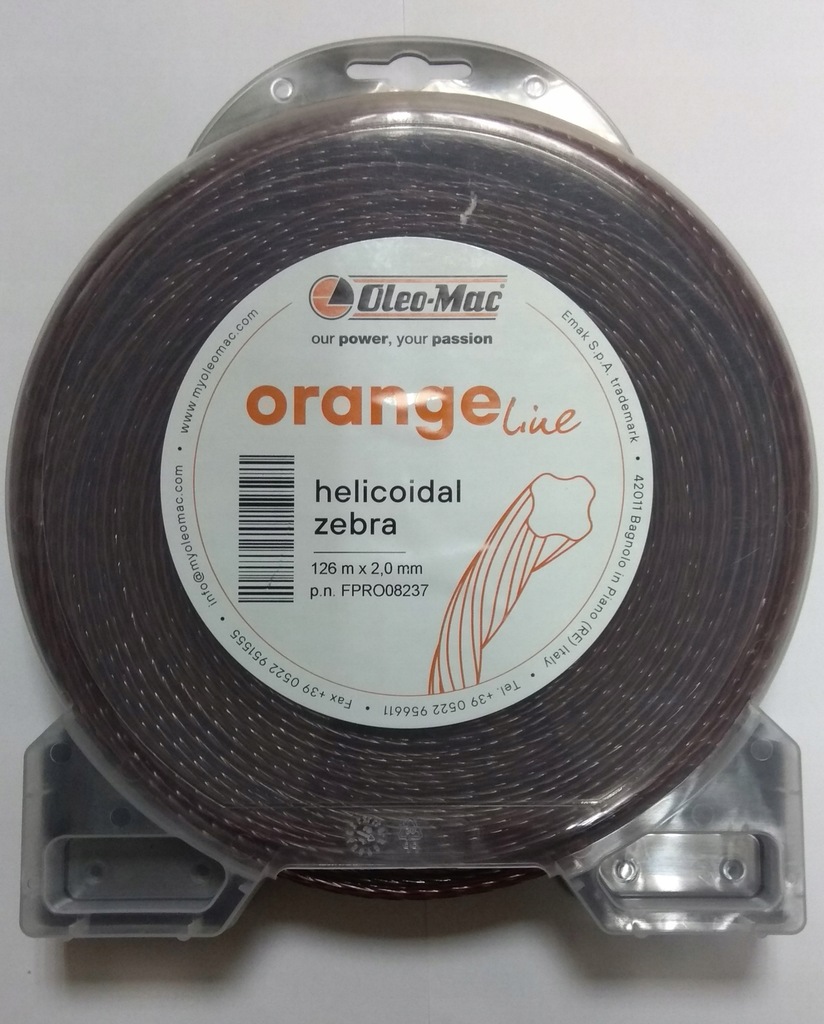 Oleo-Mac
our power, your passion
orange line
helicoidal
zebra
126 m x 2,0 mm
p.n. FPRO08237
Emak S.p.A. trademark • 42011 Bagnolo in Piano (RE) Italy • Tel. +39 0522 956611 • Fax +39 0522 951555 • info@myoleomac.com • www.myoleomac.com